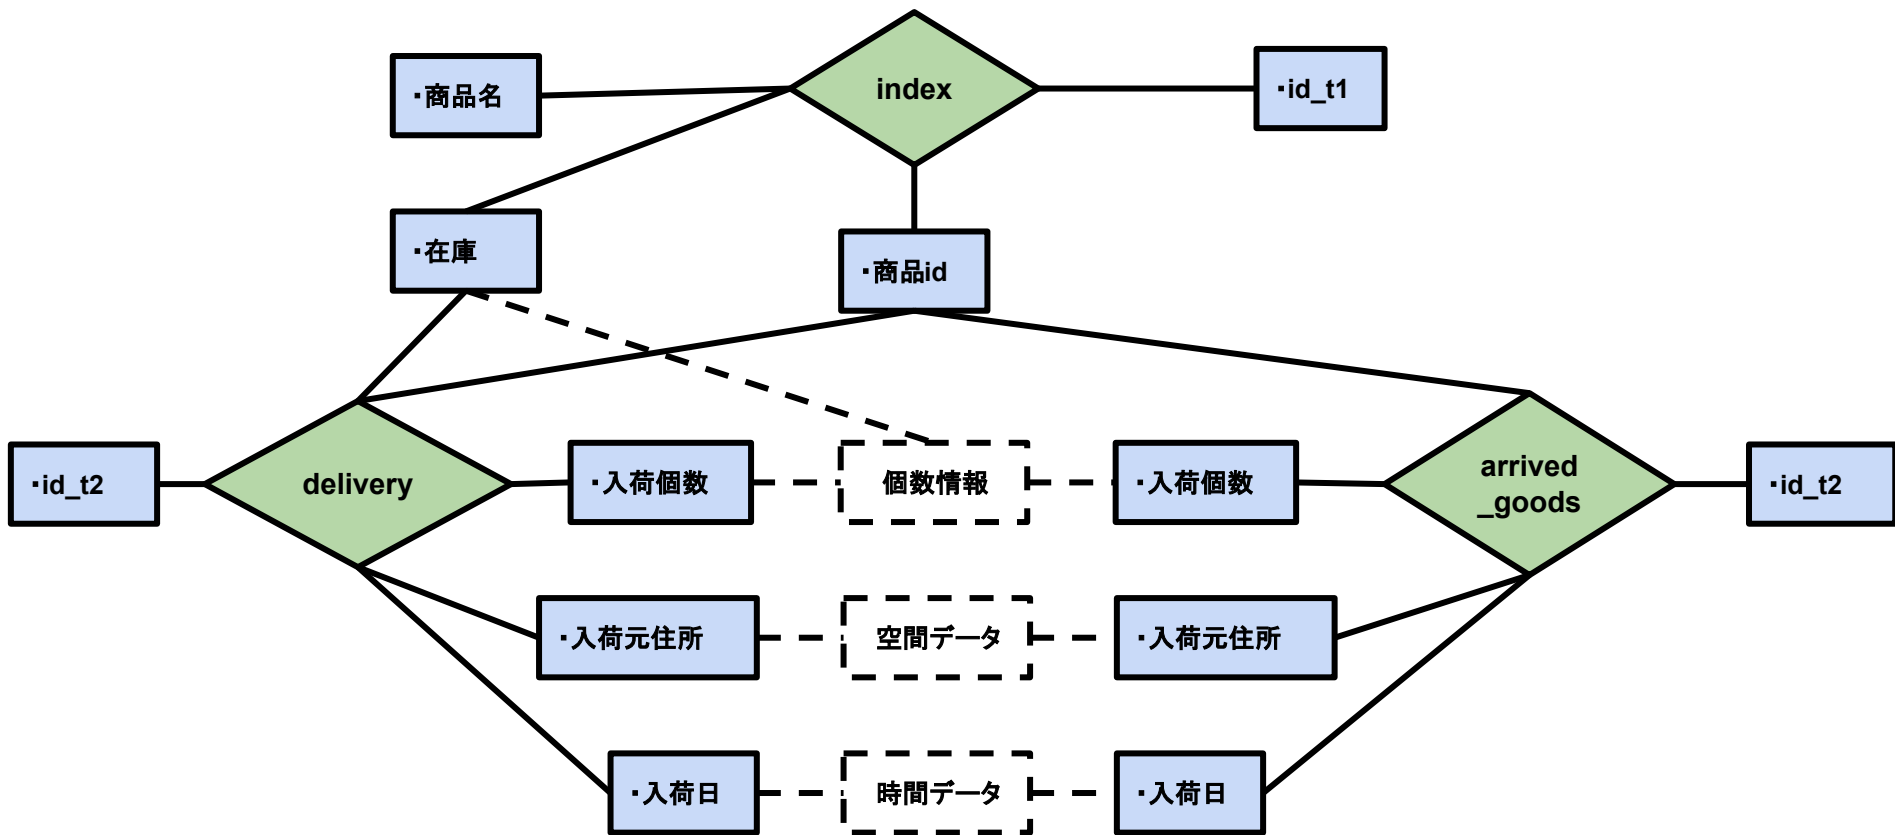 index
・商品名
・id_t1
・在庫
・商品id
・id_t2
delivery
・入荷個数
個数情報
・入荷個数
arrived
_goods
・id_t2
・入荷元住所
空間データ
・入荷元住所
・入荷日
時間データ
・入荷日